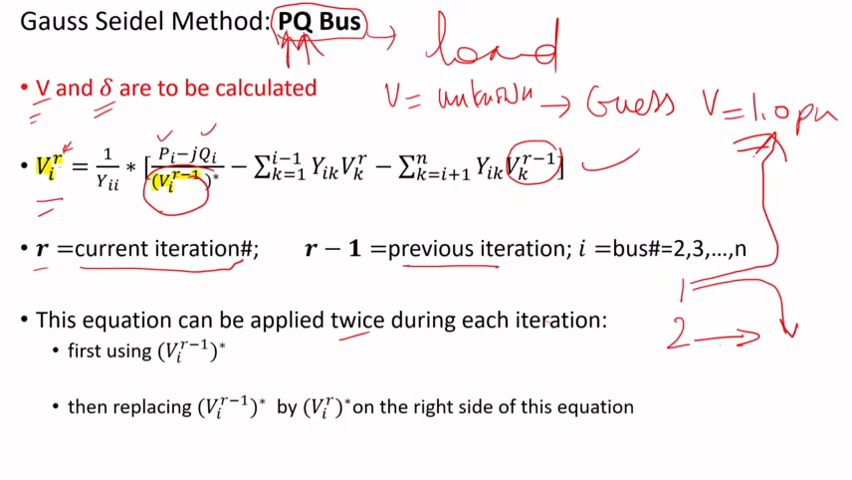 Gauss Seidel Method: PQ Bus
load
• V and δ are to be calculated
V = unknown → Guess V = 1.0 pu
• V_i^r = 1/Y_ii * [(P_i − jQ_i)/(V_i^{r−1})^* − ∑_{k=1}^{i−1} Y_ik V_k^r − ∑_{k=i+1}^{n} Y_ik V_k^{r−1}]
• r =current iteration#; r − 1 =previous iteration; i =bus#=2,3,…,n
1
• This equation can be applied twice during each iteration:
2
• first using (V_i^{r−1})^*
• then replacing (V_i^{r−1})^* by (V_i^r)^* on the right side of this equation